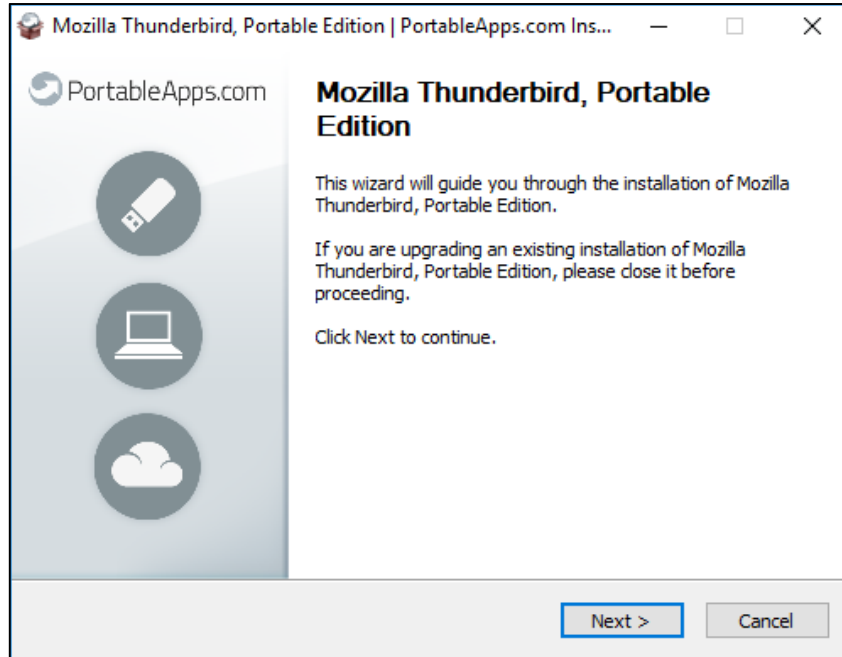 Mozilla Thunderbird, Portable Edition | PortableApps.com Ins...
PortableApps.com
Mozilla Thunderbird, Portable
Edition
This wizard will guide you through the installation of Mozilla
Thunderbird, Portable Edition.
If you are upgrading an existing installation of Mozilla
Thunderbird, Portable Edition, please close it before
proceeding.
Click Next to continue.
Next >
Cancel